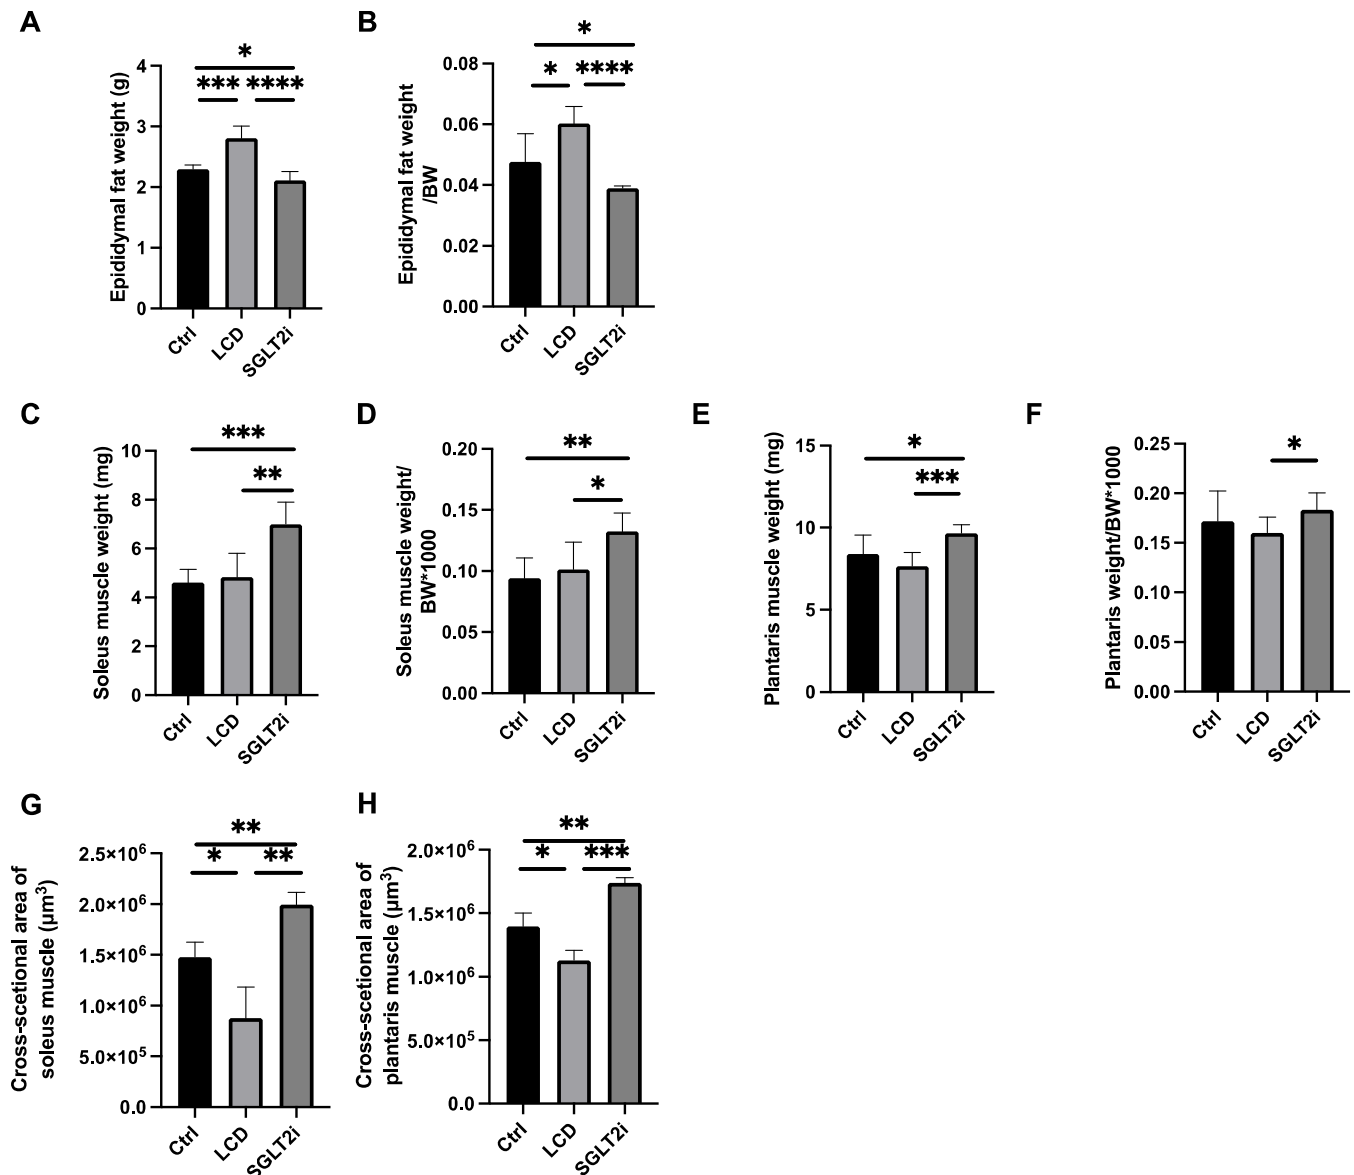 A
Epididymal fat weight (g)
4
3
2
1
0
*
*** ****
Ctrl
LCD
SGLT2i
B
Epididymal fat weight
/BW
0.08
0.06
0.04
0.02
0.00
*
* ****
Ctrl
LCD
SGLT2i
C
Soleus muscle weight (mg)
10
8
6
4
2
0
***
**
Ctrl
LCD
SGLT2i
D
Soleus muscle weight/
BW*1000
0.20
0.15
0.10
0.05
0.00
**
*
Ctrl
LCD
SGLT2i
E
Plantaris muscle weight (mg)
15
10
5
0
*
***
Ctrl
LCD
SGLT2i
F
Plantaris weight/BW*1000
0.25
0.20
0.15
0.10
0.05
0.00
*
Ctrl
LCD
SGLT2i
G
Cross-scetional area of
soleus muscle (μm³)
2.5×10⁶
2.0×10⁶
1.5×10⁶
1.0×10⁶
5.0×10⁵
0.0
**
* **
Ctrl
LCD
SGLT2i
H
Cross-scetional area of
plantaris muscle (μm³)
2.0×10⁶
1.5×10⁶
1.0×10⁶
5.0×10⁵
0.0
**
* ***
Ctrl
LCD
SGLT2i